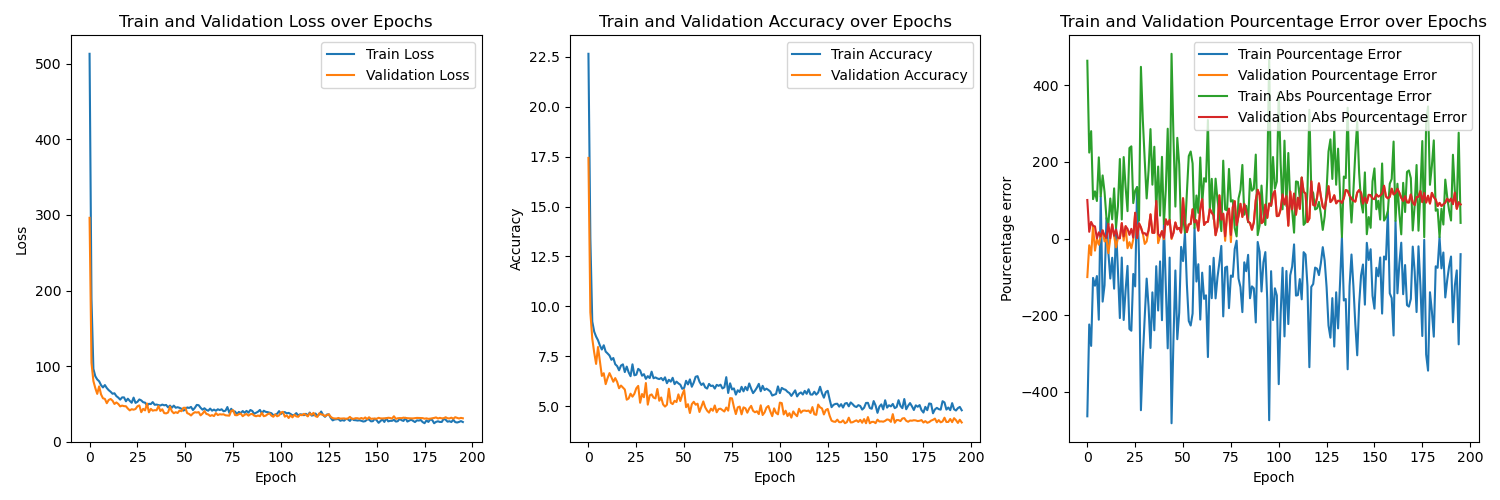 Train and Validation Loss over Epochs
Loss
500
400
300
200
100
0
0 25 50 75 100 125 150 175 200
Epoch
Train Loss
Validation Loss
Train and Validation Accuracy over Epochs
Accuracy
22.5
20.0
17.5
15.0
12.5
10.0
7.5
5.0
0 25 50 75 100 125 150 175 200
Epoch
Train Accuracy
Validation Accuracy
Train and Validation Pourcentage Error over Epochs
Pourcentage error
400
200
0
−200
−400
0 25 50 75 100 125 150 175 200
Epoch
Train Pourcentage Error
Validation Pourcentage Error
Train Abs Pourcentage Error
Validation Abs Pourcentage Error